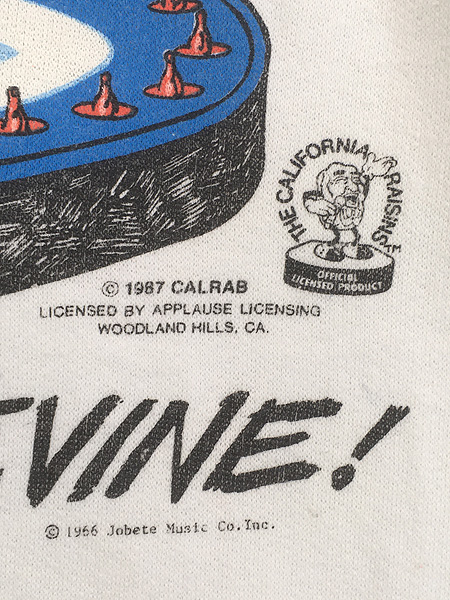 THE CALIFORNIA RAISINS
OFFICIAL
LICENSED PRODUCT
© 1987 CALRAB
LICENSED BY APPLAUSE LICENSING
WOODLAND HILLS, CA.
EVINE!
© 1966 Jobete Music Co. Inc.